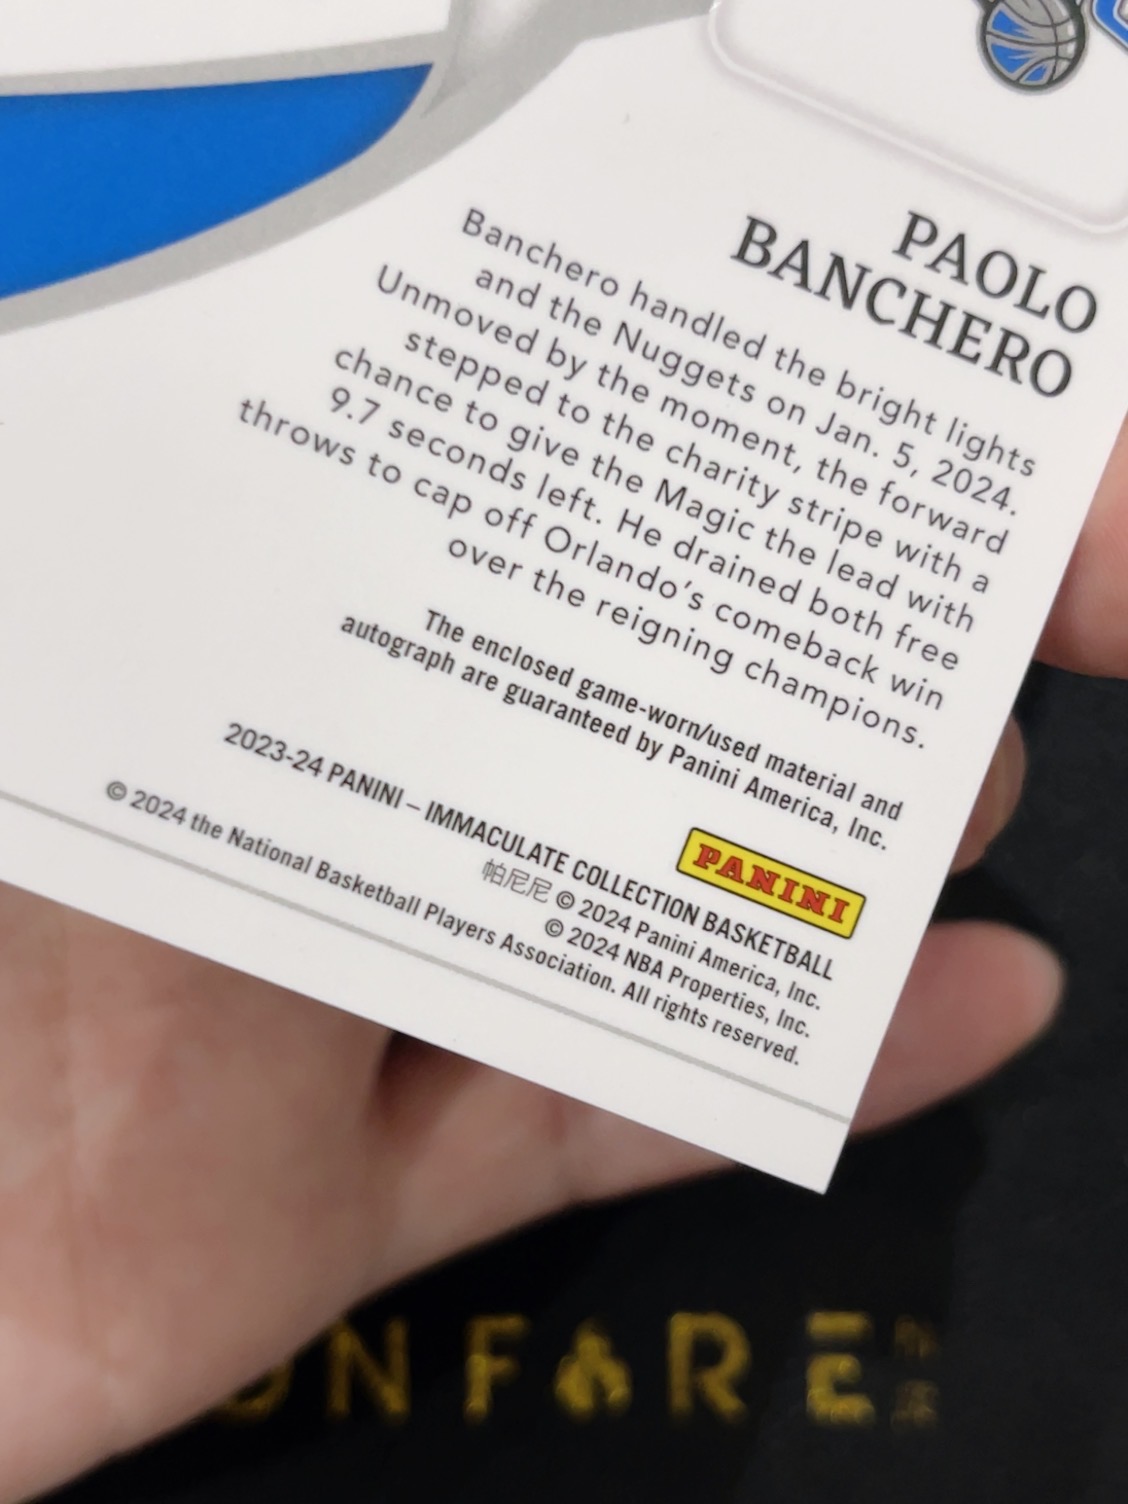 PAOLO
BANCHERO
Banchero handled the bright lights
and the Nuggets on Jan. 5, 2024.
Unmoved by the moment, the forward
stepped to the charity stripe with a
chance to give the Magic the lead with
9.7 seconds left. He drained both free
throws to cap off Orlando's comeback win
over the reigning champions.
The enclosed game-worn/used material and
autograph are guaranteed by Panini America, Inc.
PANINI
2023-24 PANINI – IMMACULATE COLLECTION BASKETBALL
帕尼尼 © 2024 Panini America, Inc.
© 2024 NBA Properties, Inc.
© 2024 the National Basketball Players Association. All rights reserved.